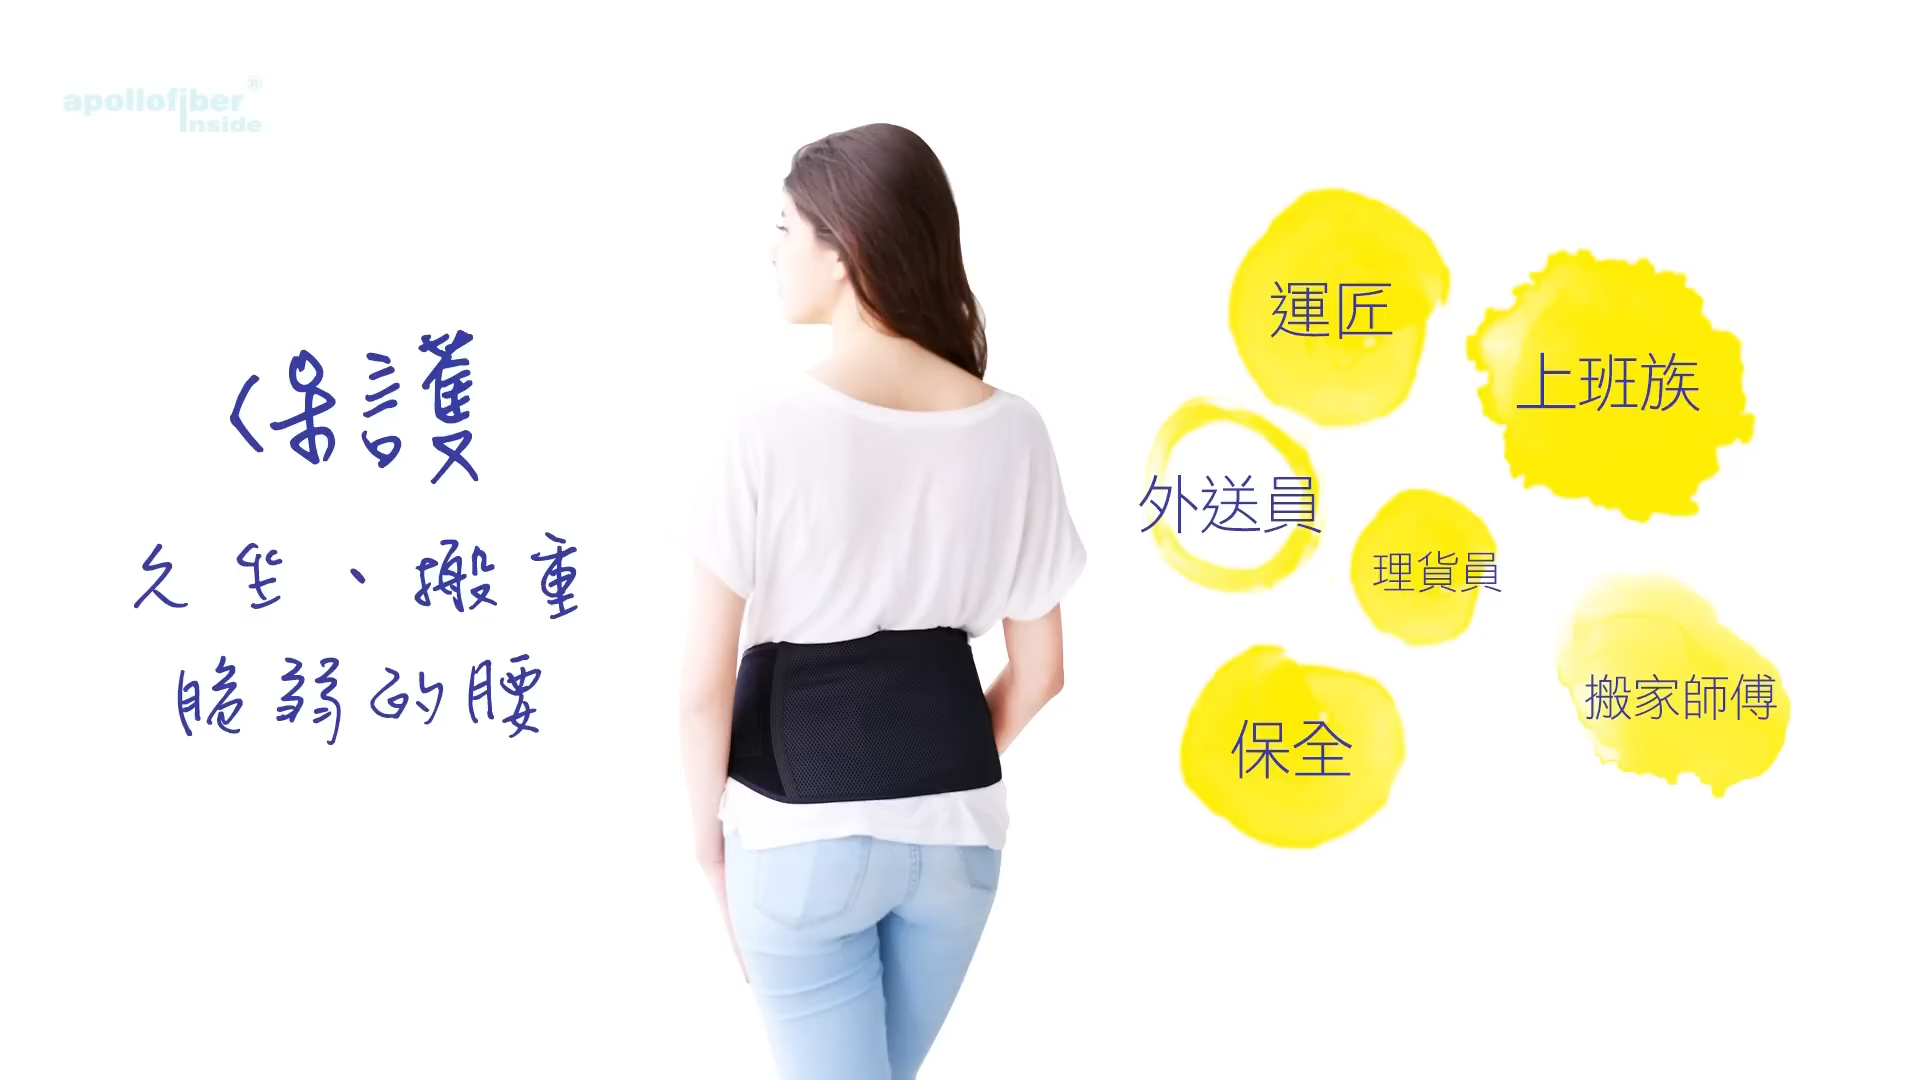 apollofiber®
inside
保護
久坐、搬重
脆弱的腰
運匠
上班族
外送員
理貨員
搬家師傅
保全